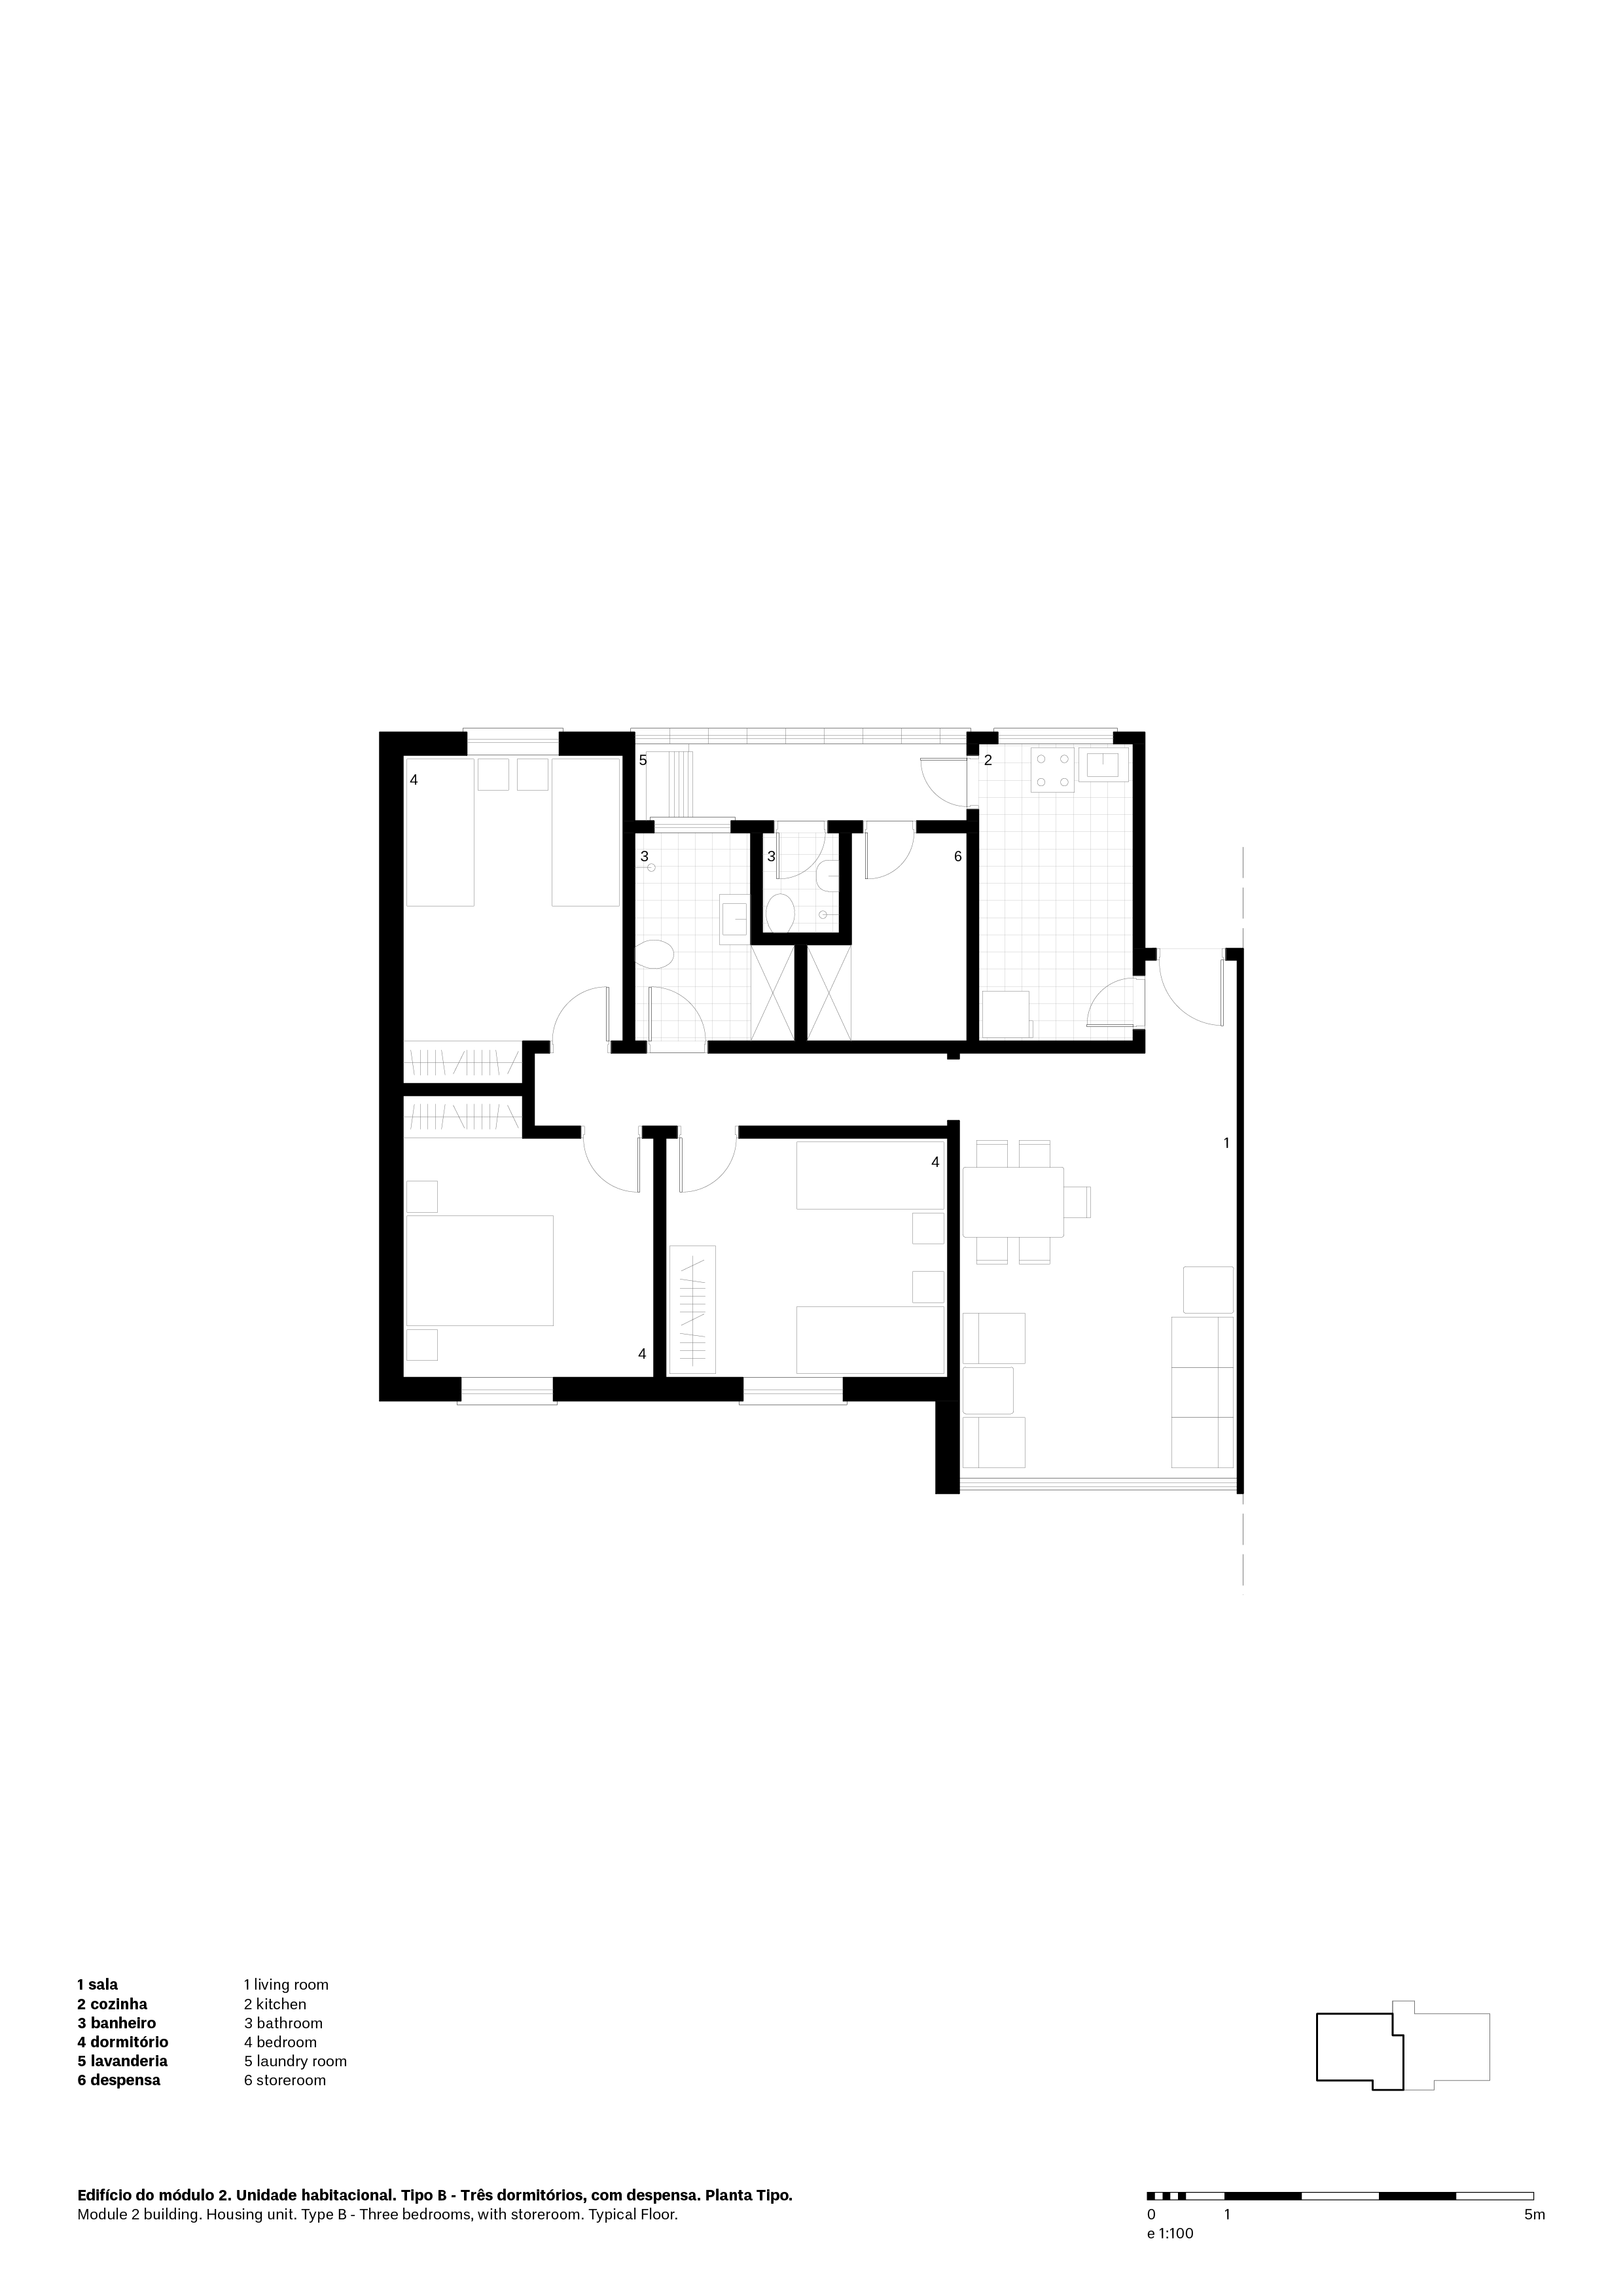 5
2
4
3
3
6
1
4
4
1 sala
2 cozinha
3 banheiro
4 dormitório
5 lavanderia
6 despensa
1 living room
2 kitchen
3 bathroom
4 bedroom
5 laundry room
6 storeroom
Edifício do módulo 2. Unidade habitacional. Tipo B - Três dormitórios, com despensa. Planta Tipo.
Module 2 building. Housing unit. Type B - Three bedrooms, with storeroom. Typical Floor.
0 1 5m
e 1:100